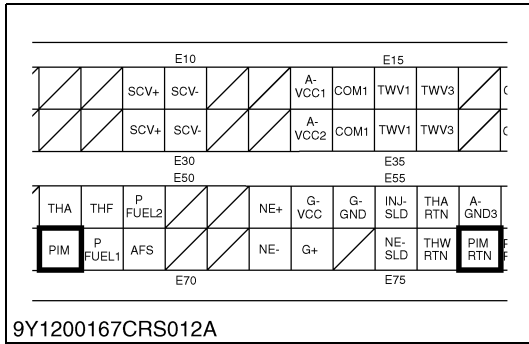 E10 E15
SCV+ SCV- A-VCC1 COM1 TWV1 TWV3
SCV+ SCV- A-VCC2 COM1 TWV1 TWV3
E30 E35
E50 E55
THA THF P FUEL2 NE+ G-VCC G-GND INJ-SLD THA RTN A-GND3
PIM P FUEL1 AFS NE- G+ NE-SLD THW RTN PIM RTN
E70 E75
9Y1200167CRS012A